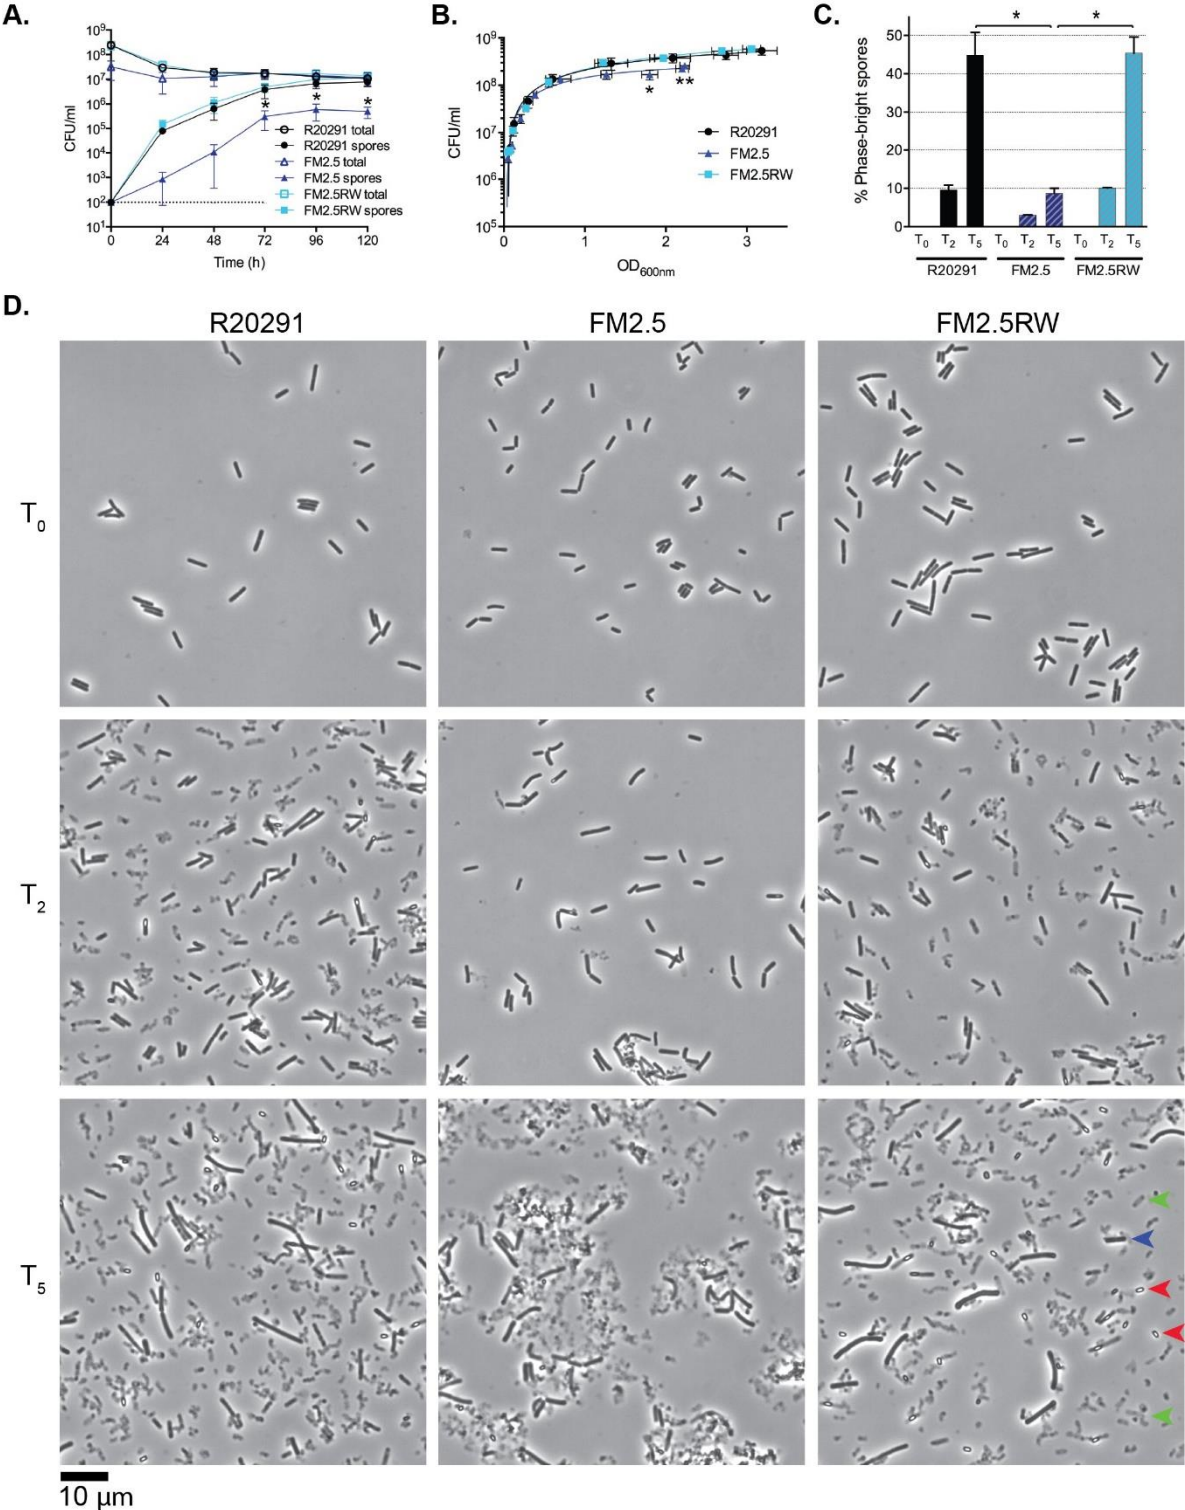 A.
10⁹
10⁸
10⁷
10⁶
10⁵
10⁴
10³
10²
10¹
CFU/ml
0 24 48 72 96 120
Time (h)
* * *
R20291 total
R20291 spores
FM2.5 total
FM2.5 spores
FM2.5RW total
FM2.5RW spores
B.
10⁹
10⁸
10⁷
10⁶
10⁵
CFU/ml
0 1 2 3
OD600nm
* **
R20291
FM2.5
FM2.5RW
C.
* *
50
40
30
20
10
0
% Phase-bright spores
T0 T2 T5 T0 T2 T5 T0 T2 T5
R20291 FM2.5 FM2.5RW
D.
R20291 FM2.5 FM2.5RW
T0
T2
T5
10 µm